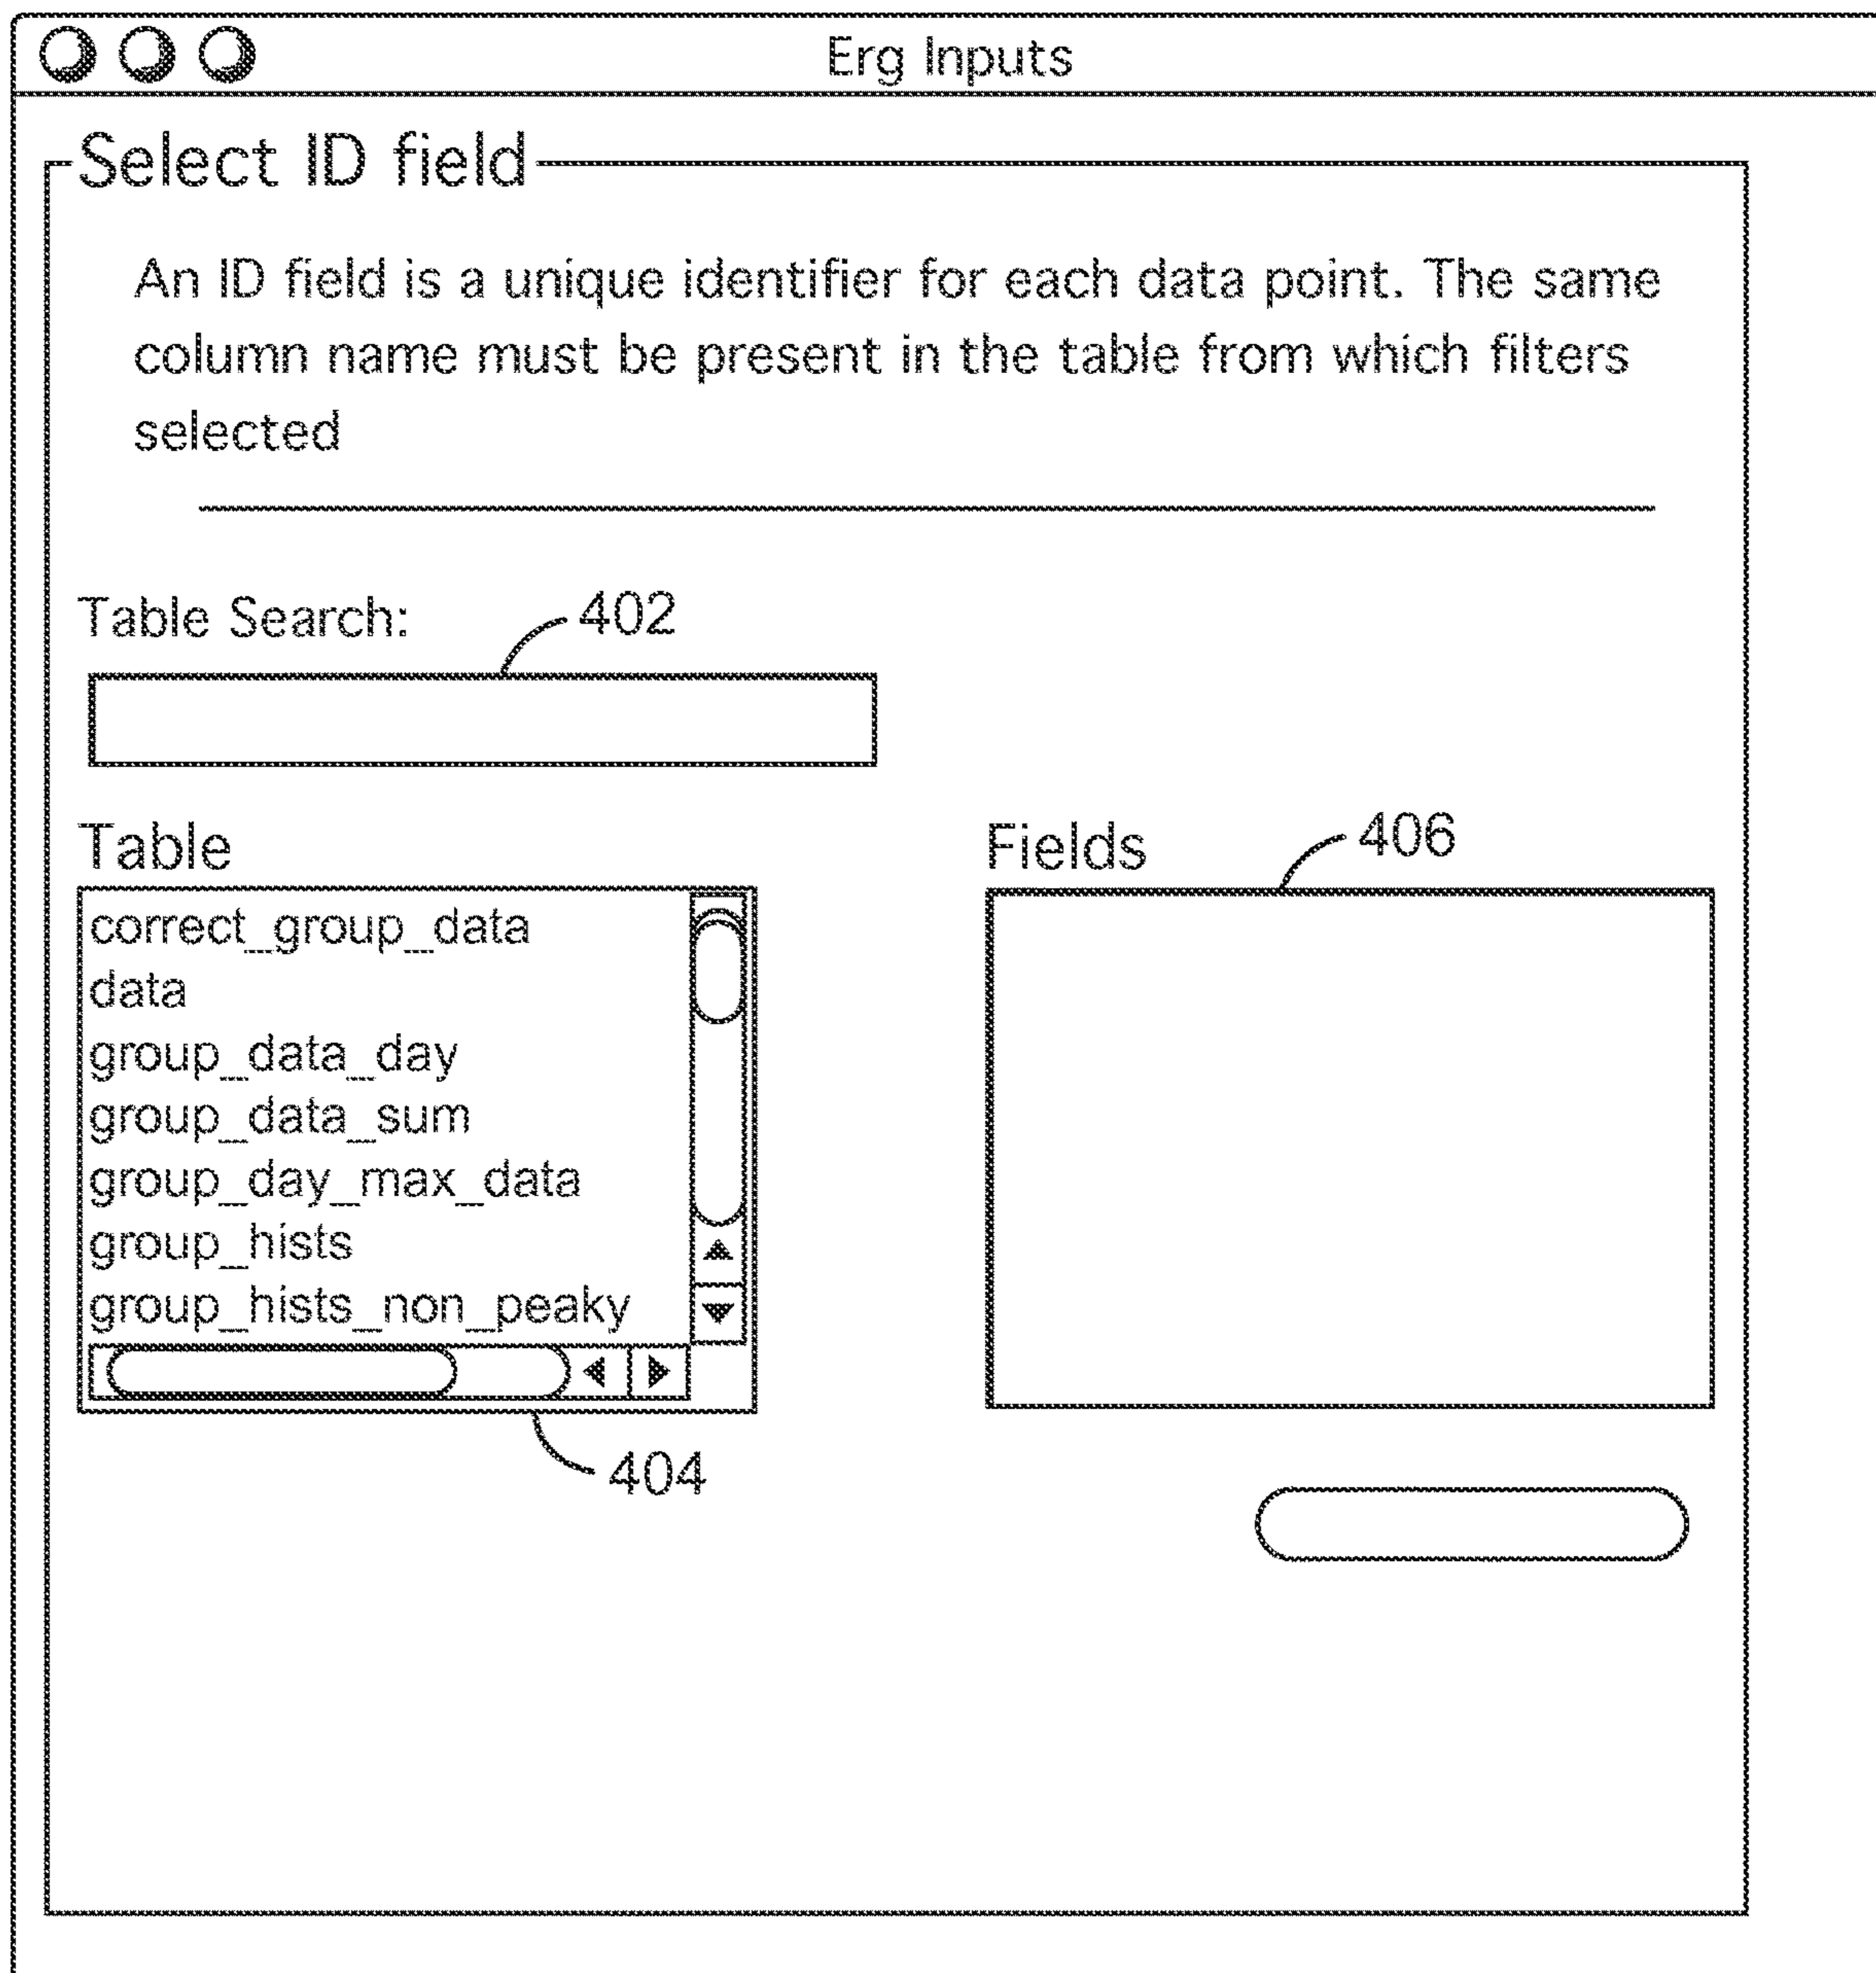 Erg Inputs
Select ID field
An ID field is a unique identifier for each data point. The same
column name must be present in the table from which filters
selected
Table Search:
402
Table
Fields
406
correct_group_data
data
group_data_day
group_data_sum
group_day_max_data
group_hists
group_hists_non_peaky
404